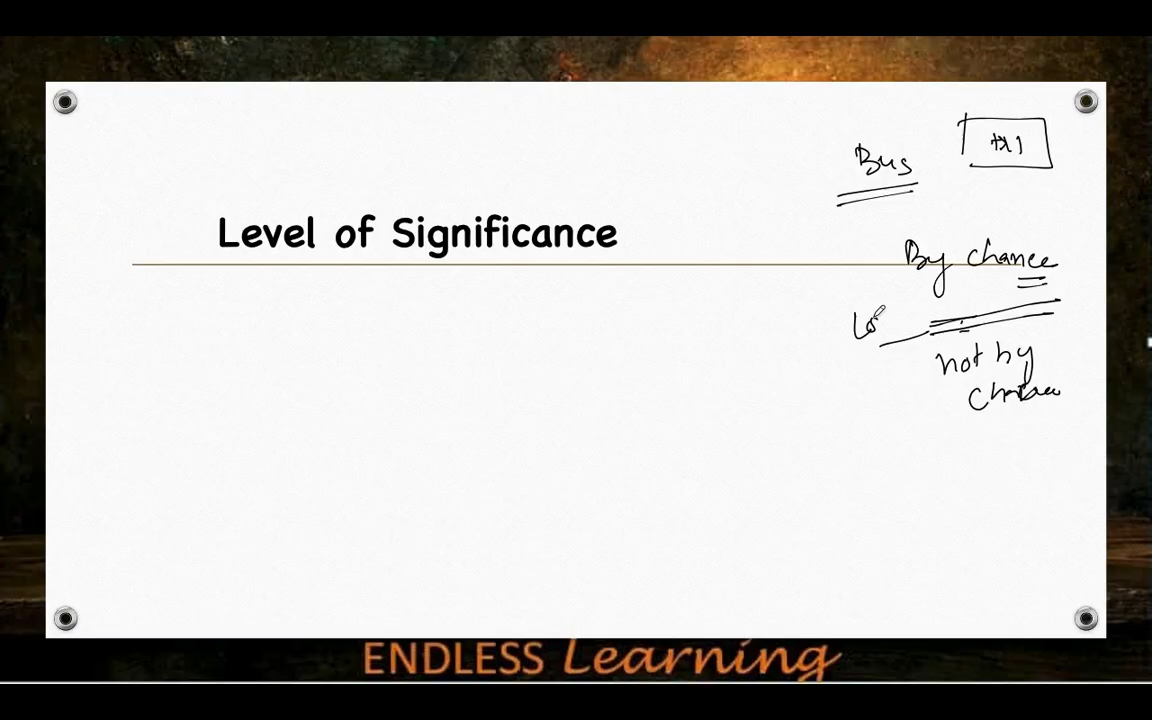 Bus
Level of Significance
By chance
LoS
not by
chance
ENDLESS Learning